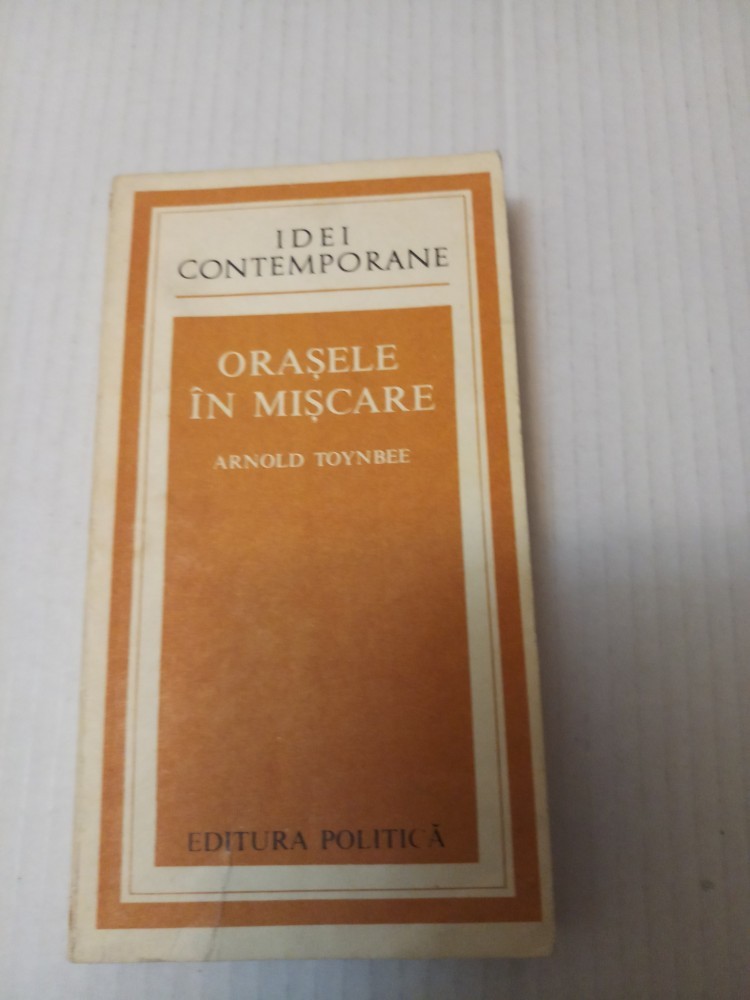 IDEI
CONTEMPORANE
ORAȘELE
ÎN MIȘCARE
ARNOLD TOYNBEE
EDITURA POLITICĂ